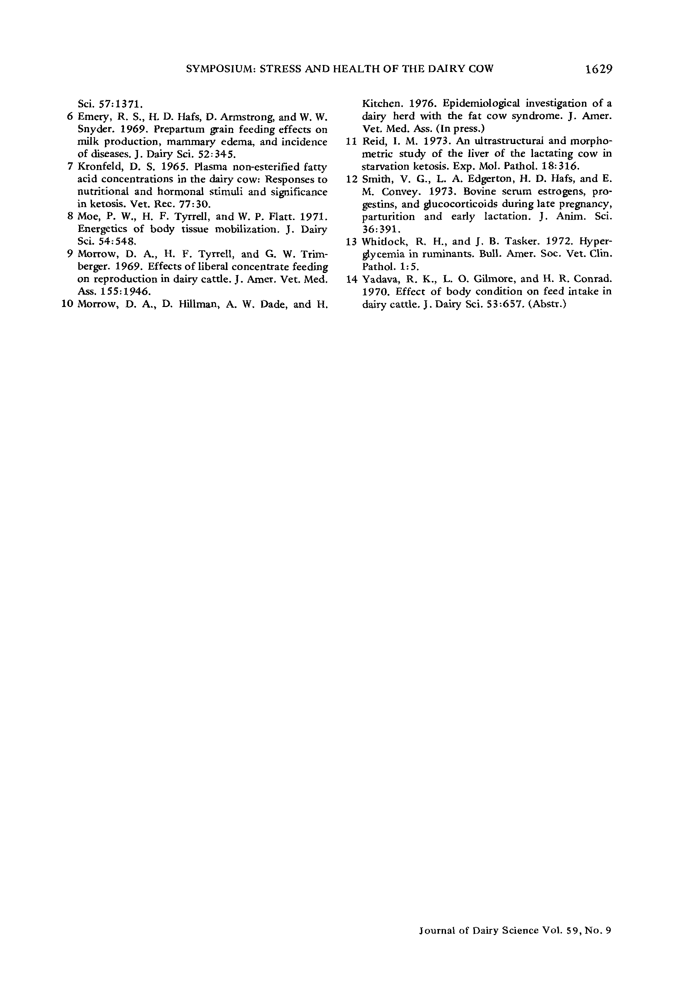 SYMPOSIUM: STRESS AND HEALTH OF THE DAIRY COW 1629
Sci. 57:1371.
6 Emery, R. S., H. D. Hafs, D. Armstrong, and W. W.
Snyder. 1969. Prepartum grain feeding effects on
milk production, mammary edema, and incidence
of diseases. J. Dairy Sci. 52:345.
7 Kronfeld, D. S. 1965. Plasma non-esterified fatty
acid concentrations in the dairy cow: Responses to
nutritional and hormonal stimuli and significance
in ketosis. Vet. Rec. 77:30.
8 Moe, P. W., H. F. Tyrrell, and W. P. Flatt. 1971.
Energetics of body tissue mobilization. J. Dairy
Sci. 54:548.
9 Morrow, D. A., H. F. Tyrrell, and G. W. Trim-
berger. 1969. Effects of liberal concentrate feeding
on reproduction in dairy cattle. J. Amer. Vet. Med.
Ass. 155:1946.
10 Morrow, D. A., D. Hillman, A. W. Dade, and H.
Kitchen. 1976. Epidemiological investigation of a
dairy herd with the fat cow syndrome. J. Amer.
Vet. Med. Ass. (In press.)
11 Reid, I. M. 1973. An ultrastructural and morpho-
metric study of the liver of the lactating cow in
starvation ketosis. Exp. Mol. Pathol. 18:316.
12 Smith, V. G., L. A. Edgerton, H. D. Hafs, and E.
M. Convey. 1973. Bovine serum estrogens, pro-
gestins, and glucocorticoids during late pregnancy,
parturition and early lactation. J. Anim. Sci.
36:391.
13 Whitlock, R. H., and J. B. Tasker. 1972. Hyper-
glycemia in ruminants. Bull. Amer. Soc. Vet. Clin.
Pathol. 1:5.
14 Yadava, R. K., L. O. Gilmore, and H. R. Conrad.
1970. Effect of body condition on feed intake in
dairy cattle. J. Dairy Sci. 53:657. (Abstr.)
Journal of Dairy Science Vol. 59, No. 9